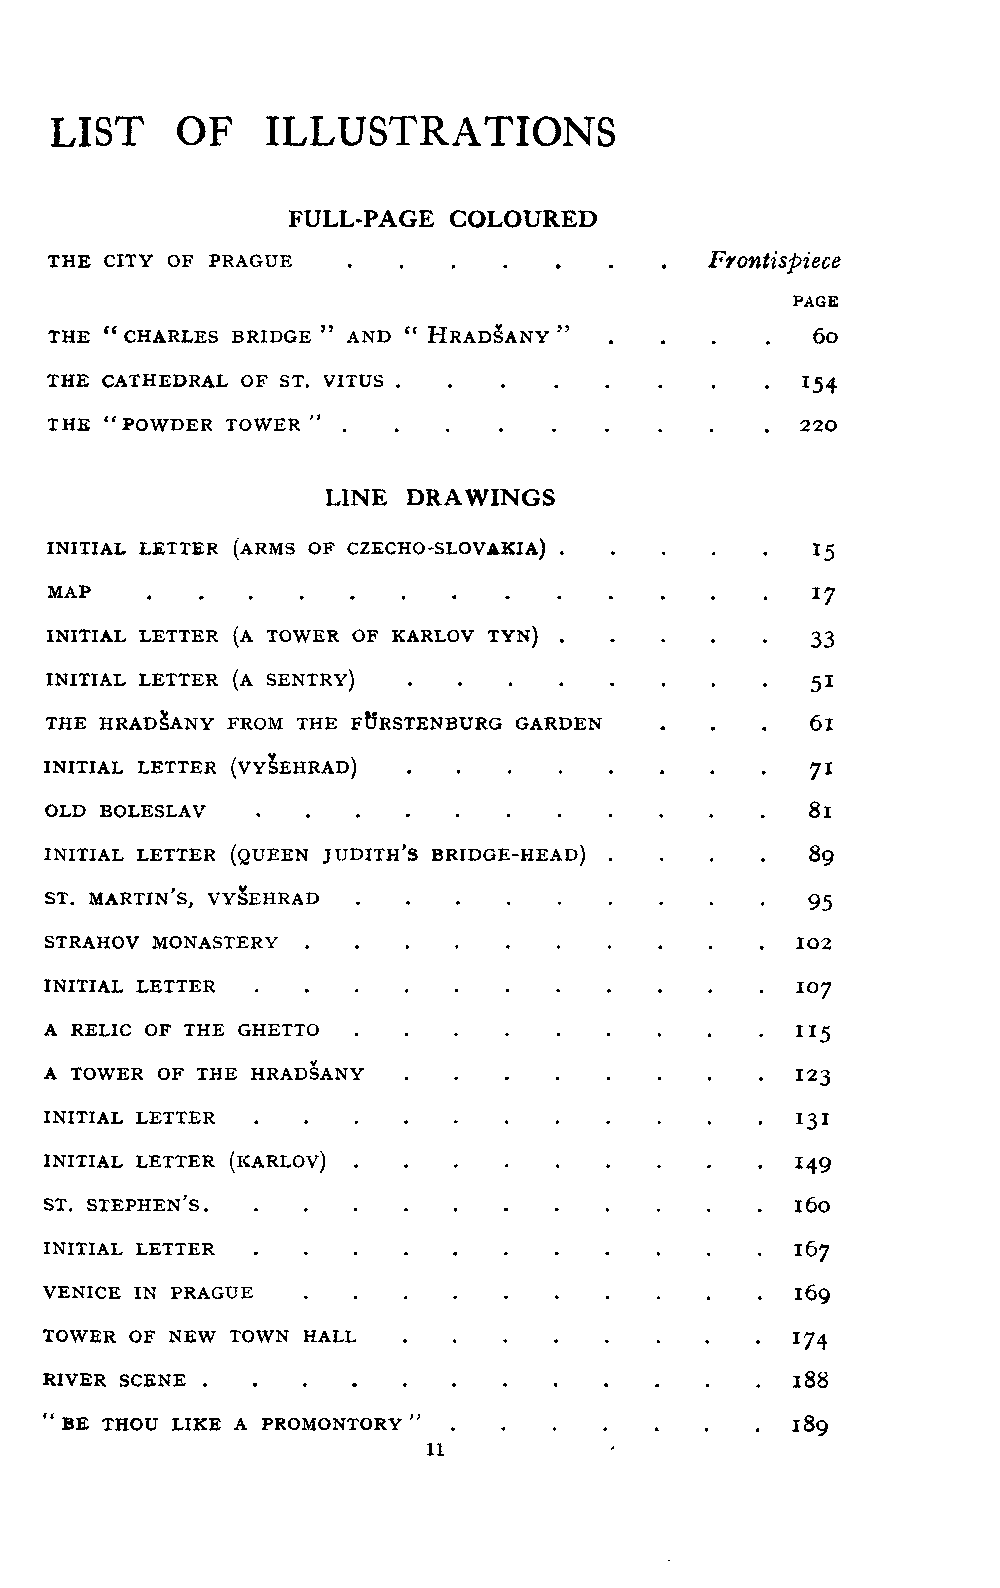 LIST OF ILLUSTRATIONS
FULL-PAGE COLOURED
THE CITY OF PRAGUE . . . . . . . Frontispiece
PAGE
THE "CHARLES BRIDGE" AND "HRADŠANY" . . . . 60
THE CATHEDRAL OF ST. VITUS . . . . . . . . 154
THE "POWDER TOWER" . . . . . . . . . 220
LINE DRAWINGS
INITIAL LETTER (ARMS OF CZECHO-SLOVAKIA) . . . . . 15
MAP . . . . . . . . . . . . . 17
INITIAL LETTER (A TOWER OF KARLOV TYN) . . . . . 33
INITIAL LETTER (A SENTRY) . . . . . . . . 51
THE HRADŠANY FROM THE FÜRSTENBURG GARDEN . . . 61
INITIAL LETTER (VYŠEHRAD) . . . . . . . . 71
OLD BOLESLAV . . . . . . . . . . . 81
INITIAL LETTER (QUEEN JUDITH'S BRIDGE-HEAD) . . . . 89
ST. MARTIN'S, VYŠEHRAD . . . . . . . . . 95
STRAHOV MONASTERY . . . . . . . . . . 102
INITIAL LETTER . . . . . . . . . . . 107
A RELIC OF THE GHETTO . . . . . . . . . 115
A TOWER OF THE HRADŠANY . . . . . . . . 123
INITIAL LETTER . . . . . . . . . . . 131
INITIAL LETTER (KARLOV) . . . . . . . . . 149
ST. STEPHEN'S. . . . . . . . . . . . 160
INITIAL LETTER . . . . . . . . . . . 167
VENICE IN PRAGUE . . . . . . . . . . 169
TOWER OF NEW TOWN HALL . . . . . . . . 174
RIVER SCENE . . . . . . . . . . . . 188
"BE THOU LIKE A PROMONTORY" . . . . . . . 189
11